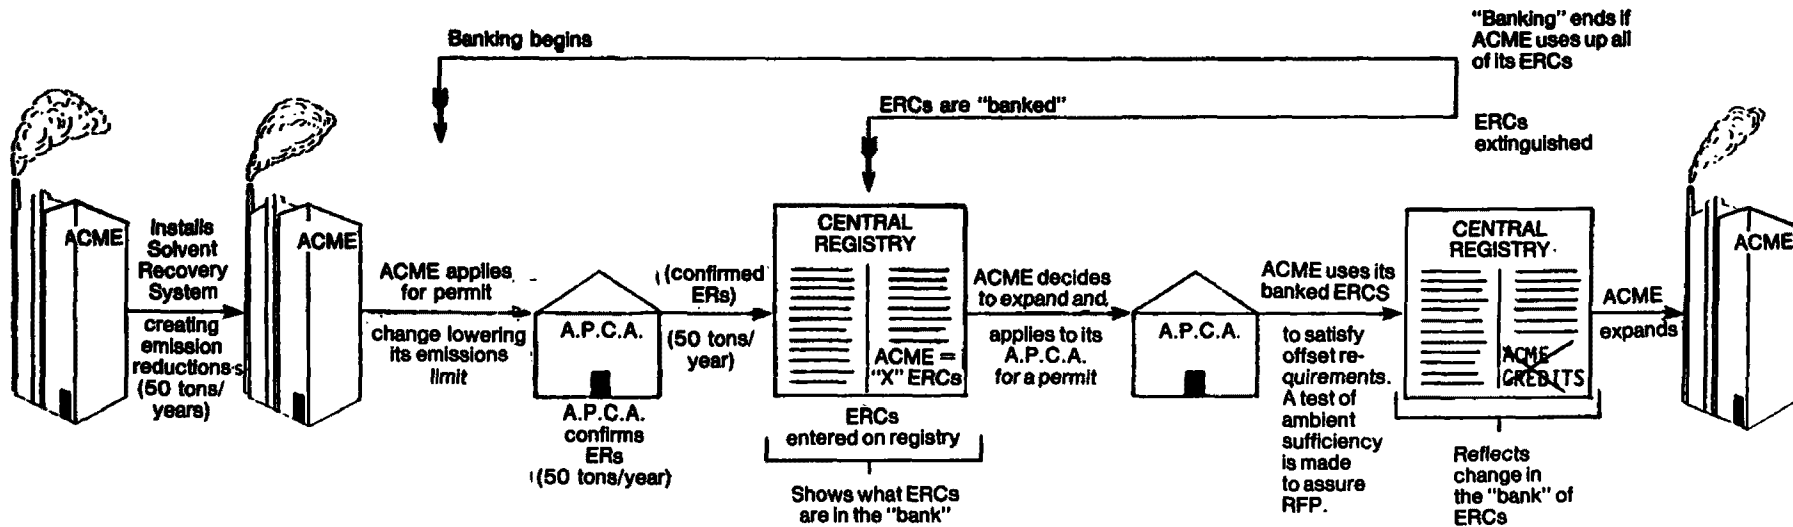 Banking begins
"Banking" ends if
ACME uses up all
of its ERCs
ERCs are "banked"
ERCs
extinguished
ACME
Installs
Solvent
Recovery
System
creating
emission
reductions
(50 tons/
years)
ACME
ACME applies
for permit
change lowering
its emissions
limit
A.P.C.A.
A.P.C.A.
confirms
ERs
(50 tons/year)
(confirmed
ERs)
(50 tons/
year)
CENTRAL
REGISTRY
ACME =
"X" ERCs
ERCs
entered on registry
Shows what ERCs
are in the "bank"
ACME decides
to expand and
applies to its
A.P.C.A.
for a permit
A.P.C.A.
ACME uses its
banked ERCS
to satisfy
offset re-
quirements.
A test of
ambient
sufficiency
is made
to assure
RFP.
CENTRAL
REGISTRY
ACME
CREDITS
Reflects
change in
the "bank" of
ERCs
ACME
expands
ACME